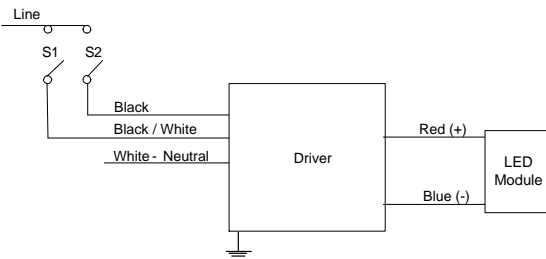 Line
S1 S2
Black
Black / White
White - Neutral
Driver
Red (+)
Blue (-)
LED
Module